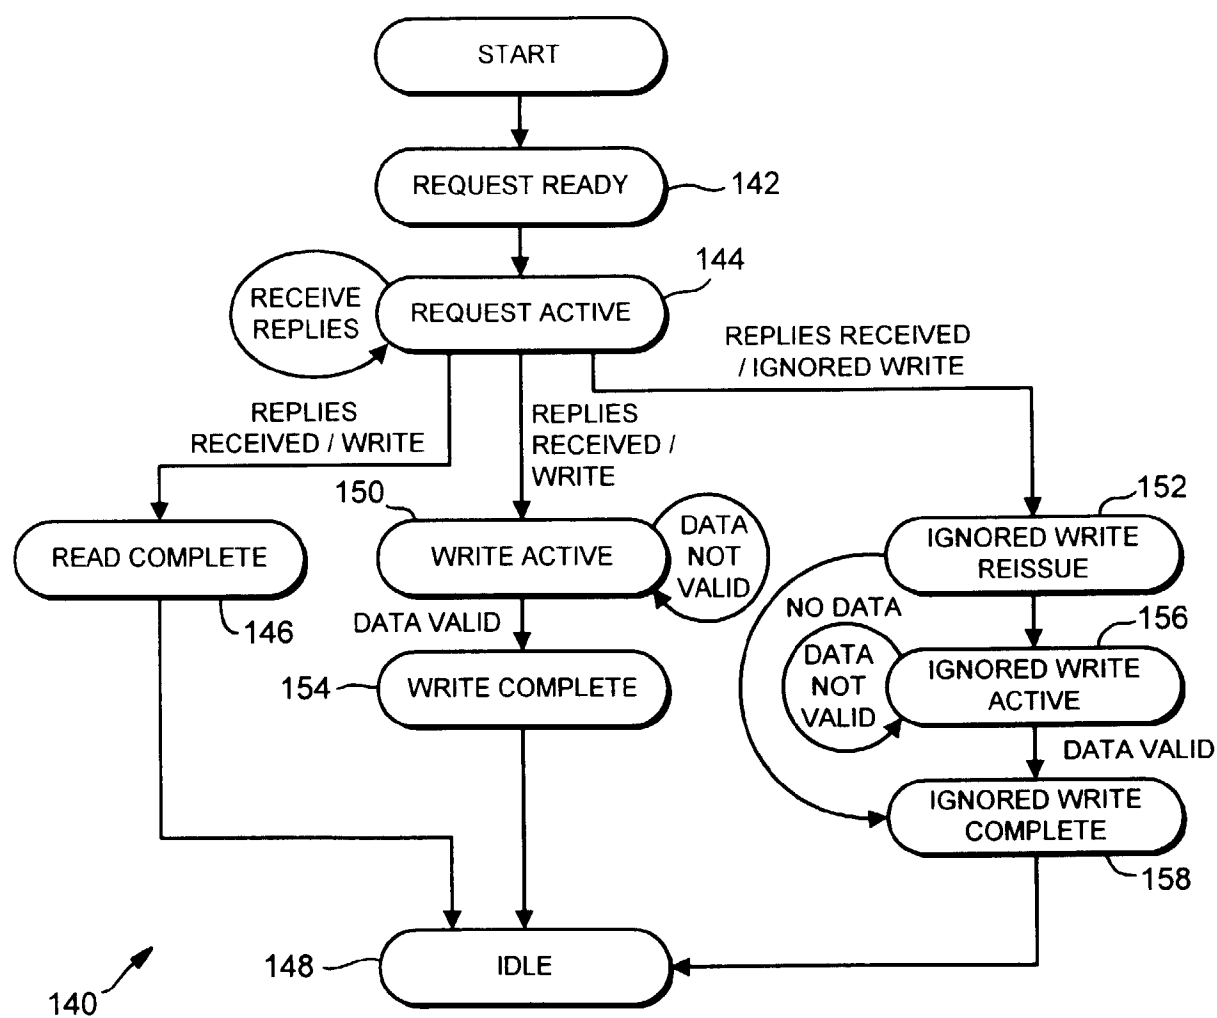 START
REQUEST READY
142
144
RECEIVE
REPLIES
REQUEST ACTIVE
REPLIES RECEIVED
/ IGNORED WRITE
REPLIES
RECEIVED / WRITE
REPLIES
RECEIVED /
WRITE
150
152
READ COMPLETE
WRITE ACTIVE
DATA
NOT
VALID
IGNORED WRITE
REISSUE
146
DATA VALID
NO DATA
156
154
WRITE COMPLETE
DATA
NOT
VALID
IGNORED WRITE
ACTIVE
DATA VALID
IGNORED WRITE
COMPLETE
158
148
IDLE
140